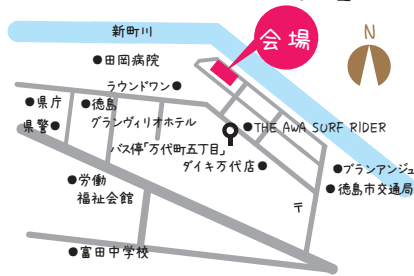 新町川
会場
N
●田岡病院
ラウンドワン●
●県庁
●徳島
グランヴィリオホテル
県警●
●THE AWA SURF RIDER
バス停「万代町五丁目」
ダイキ万代店●
●ブランアンジュ
●徳島市交通局
●労働
福祉会館
〒
●富田中学校